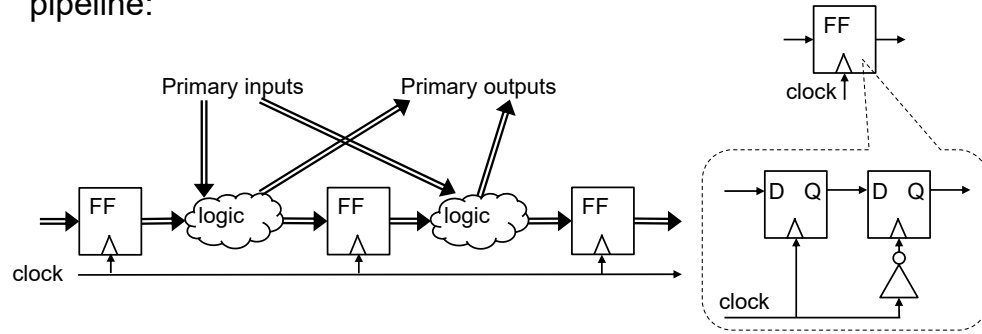 pipeline:
FF
clock
Primary inputs Primary outputs
FF logic FF logic FF
clock
D Q D Q
clock